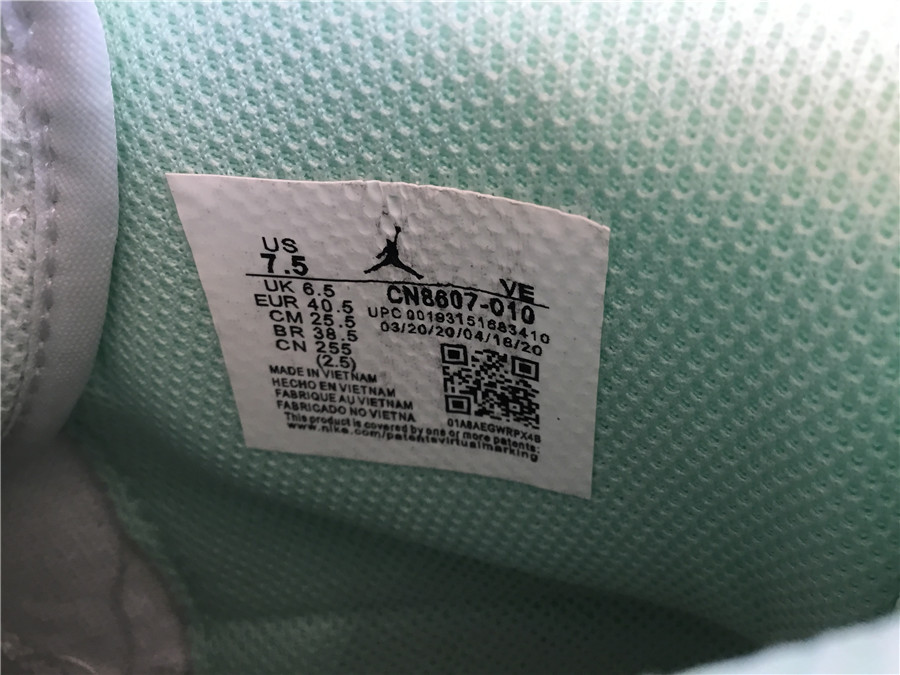 US
7.5
VE
UK 6.5
EUR 40.5
CM 25.5
BR 38.5
CN 255
(2.5)
CN8607-010
UPC 00193151683410
03/20/20/04/18/20
MADE IN VIETNAM
HECHO EN VIETNAM
FABRIQUE AU VIETNAM
FABRICADO NO VIETNA
01A8AEGWRPX4B
This product is covered by one or more patents:
www.nike.com/patentsvirtualmarking